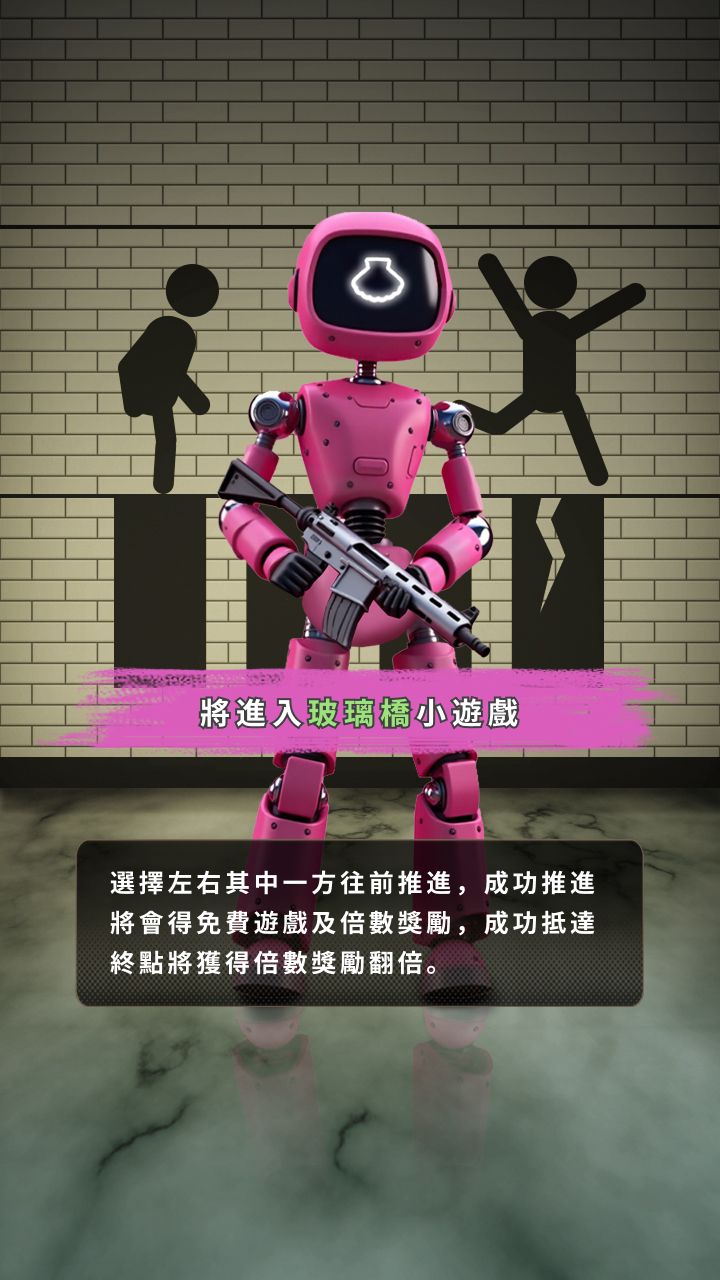 將進入玻璃橋小遊戲
選擇左右其中一方往前推進，成功推進
將會得免費遊戲及倍數獎勵，成功抵達
終點將獲得倍數獎勵翻倍。